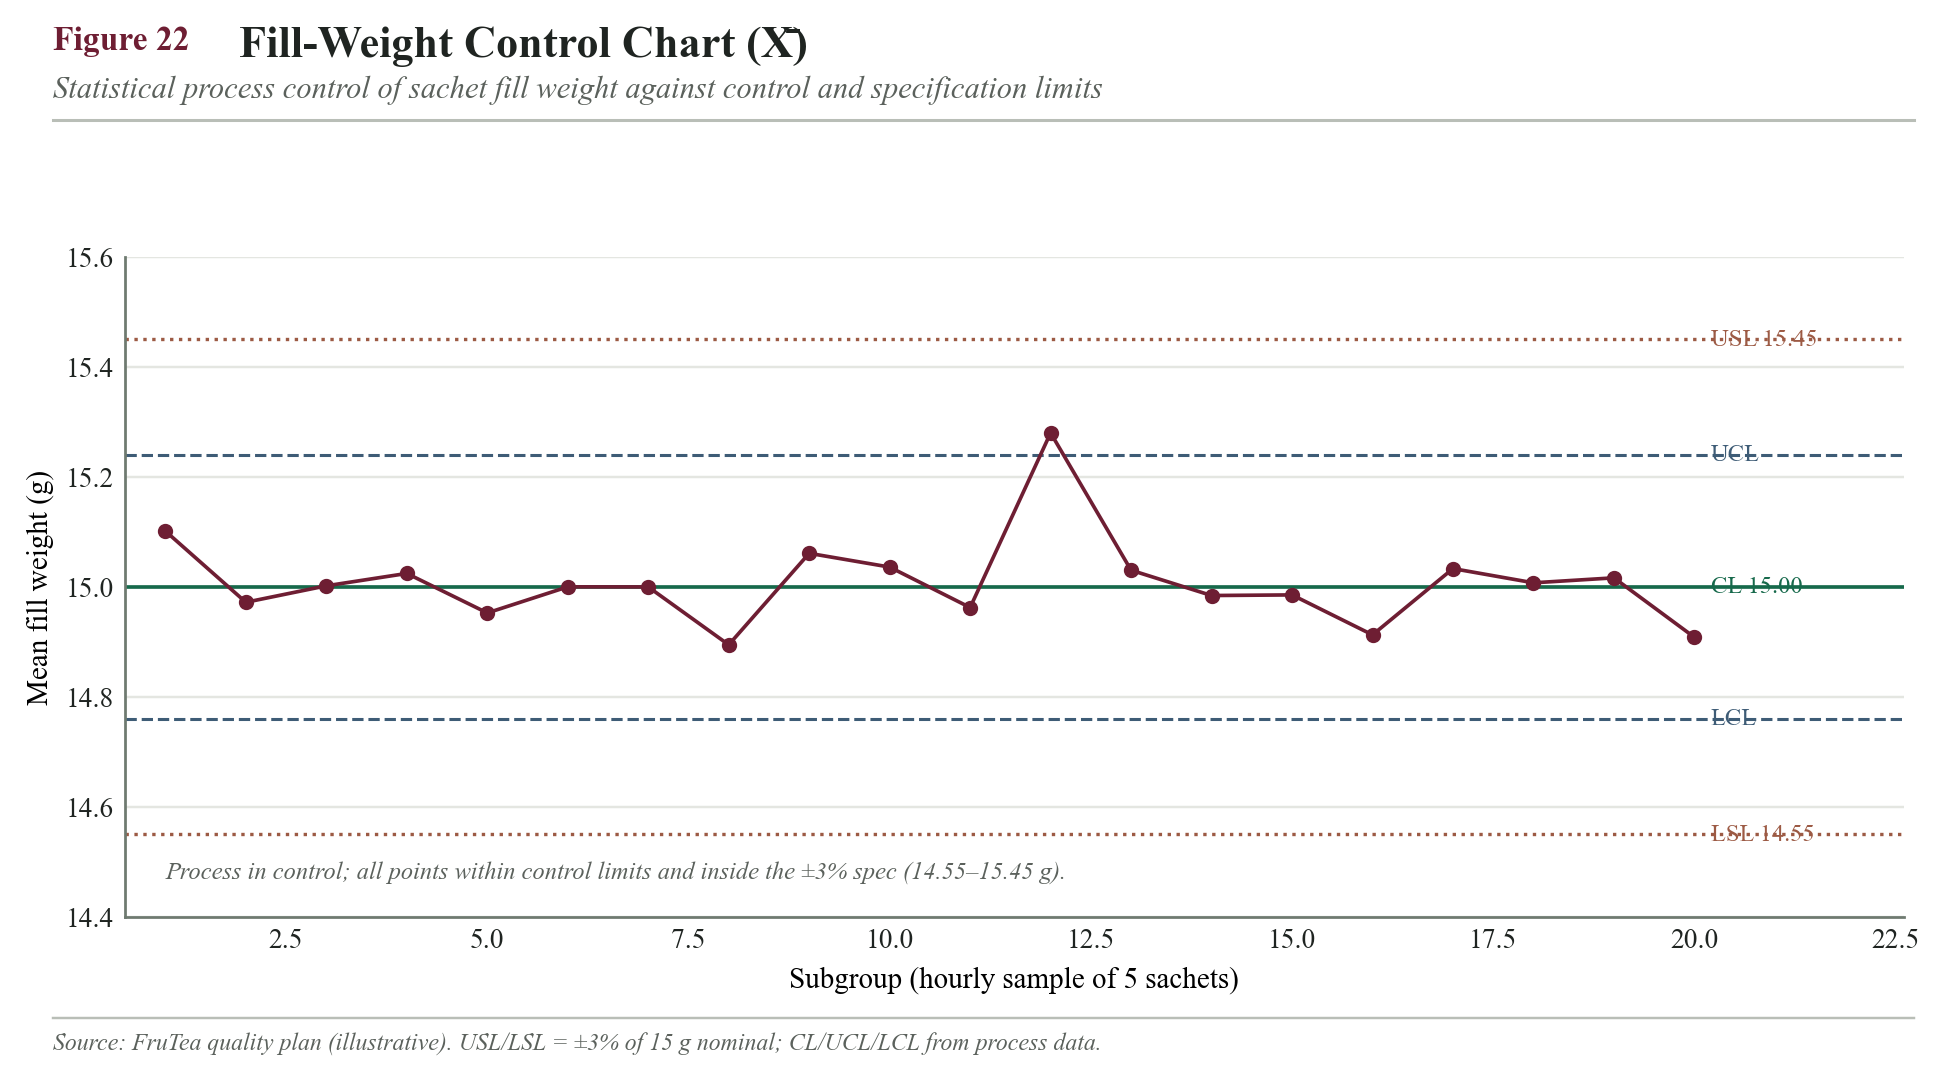 Figure 22 Fill-Weight Control Chart (X̄)
Statistical process control of sachet fill weight against control and specification limits
15.6
USL 15.45
15.4
UCL
15.2
Mean fill weight (g)
CL 15.00
15.0
14.8
LCL
14.6
LSL 14.55
Process in control; all points within control limits and inside the ±3% spec (14.55–15.45 g).
14.4
2.5 5.0 7.5 10.0 12.5 15.0 17.5 20.0 22.5
Subgroup (hourly sample of 5 sachets)
Source: FruTea quality plan (illustrative). USL/LSL = ±3% of 15 g nominal; CL/UCL/LCL from process data.